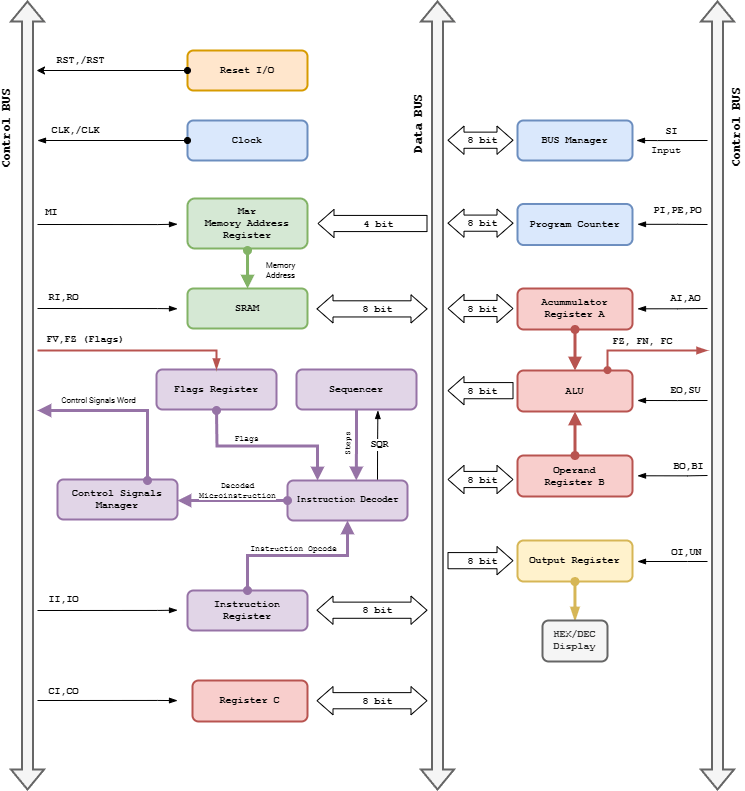 Control BUS
RST,/RST
Reset I/O
CLK,/CLK
Clock
Data BUS
8 bit
BUS Manager
SI
Input
Control BUS
MI
Mar
Memory Address
Register
4 bit
8 bit
Program Counter
PI,PE,PO
Memory
Address
RI,RO
SRAM
8 bit
8 bit
Acummulator
Register A
AI,AO
FV,FZ (Flags)
FZ, FN, FC
Flags Register
Sequencer
8 bit
ALU
EO,SU
Control Signals Word
Flags
Steps
SQR
Control Signals
Manager
Decoded
Microinstruction
Instruction Decoder
8 bit
Operand
Register B
BO,BI
Instruction Opcode
8 bit
Output Register
OI,UN
II,IO
Instruction
Register
8 bit
HEX/DEC
Display
CI,CO
Register C
8 bit